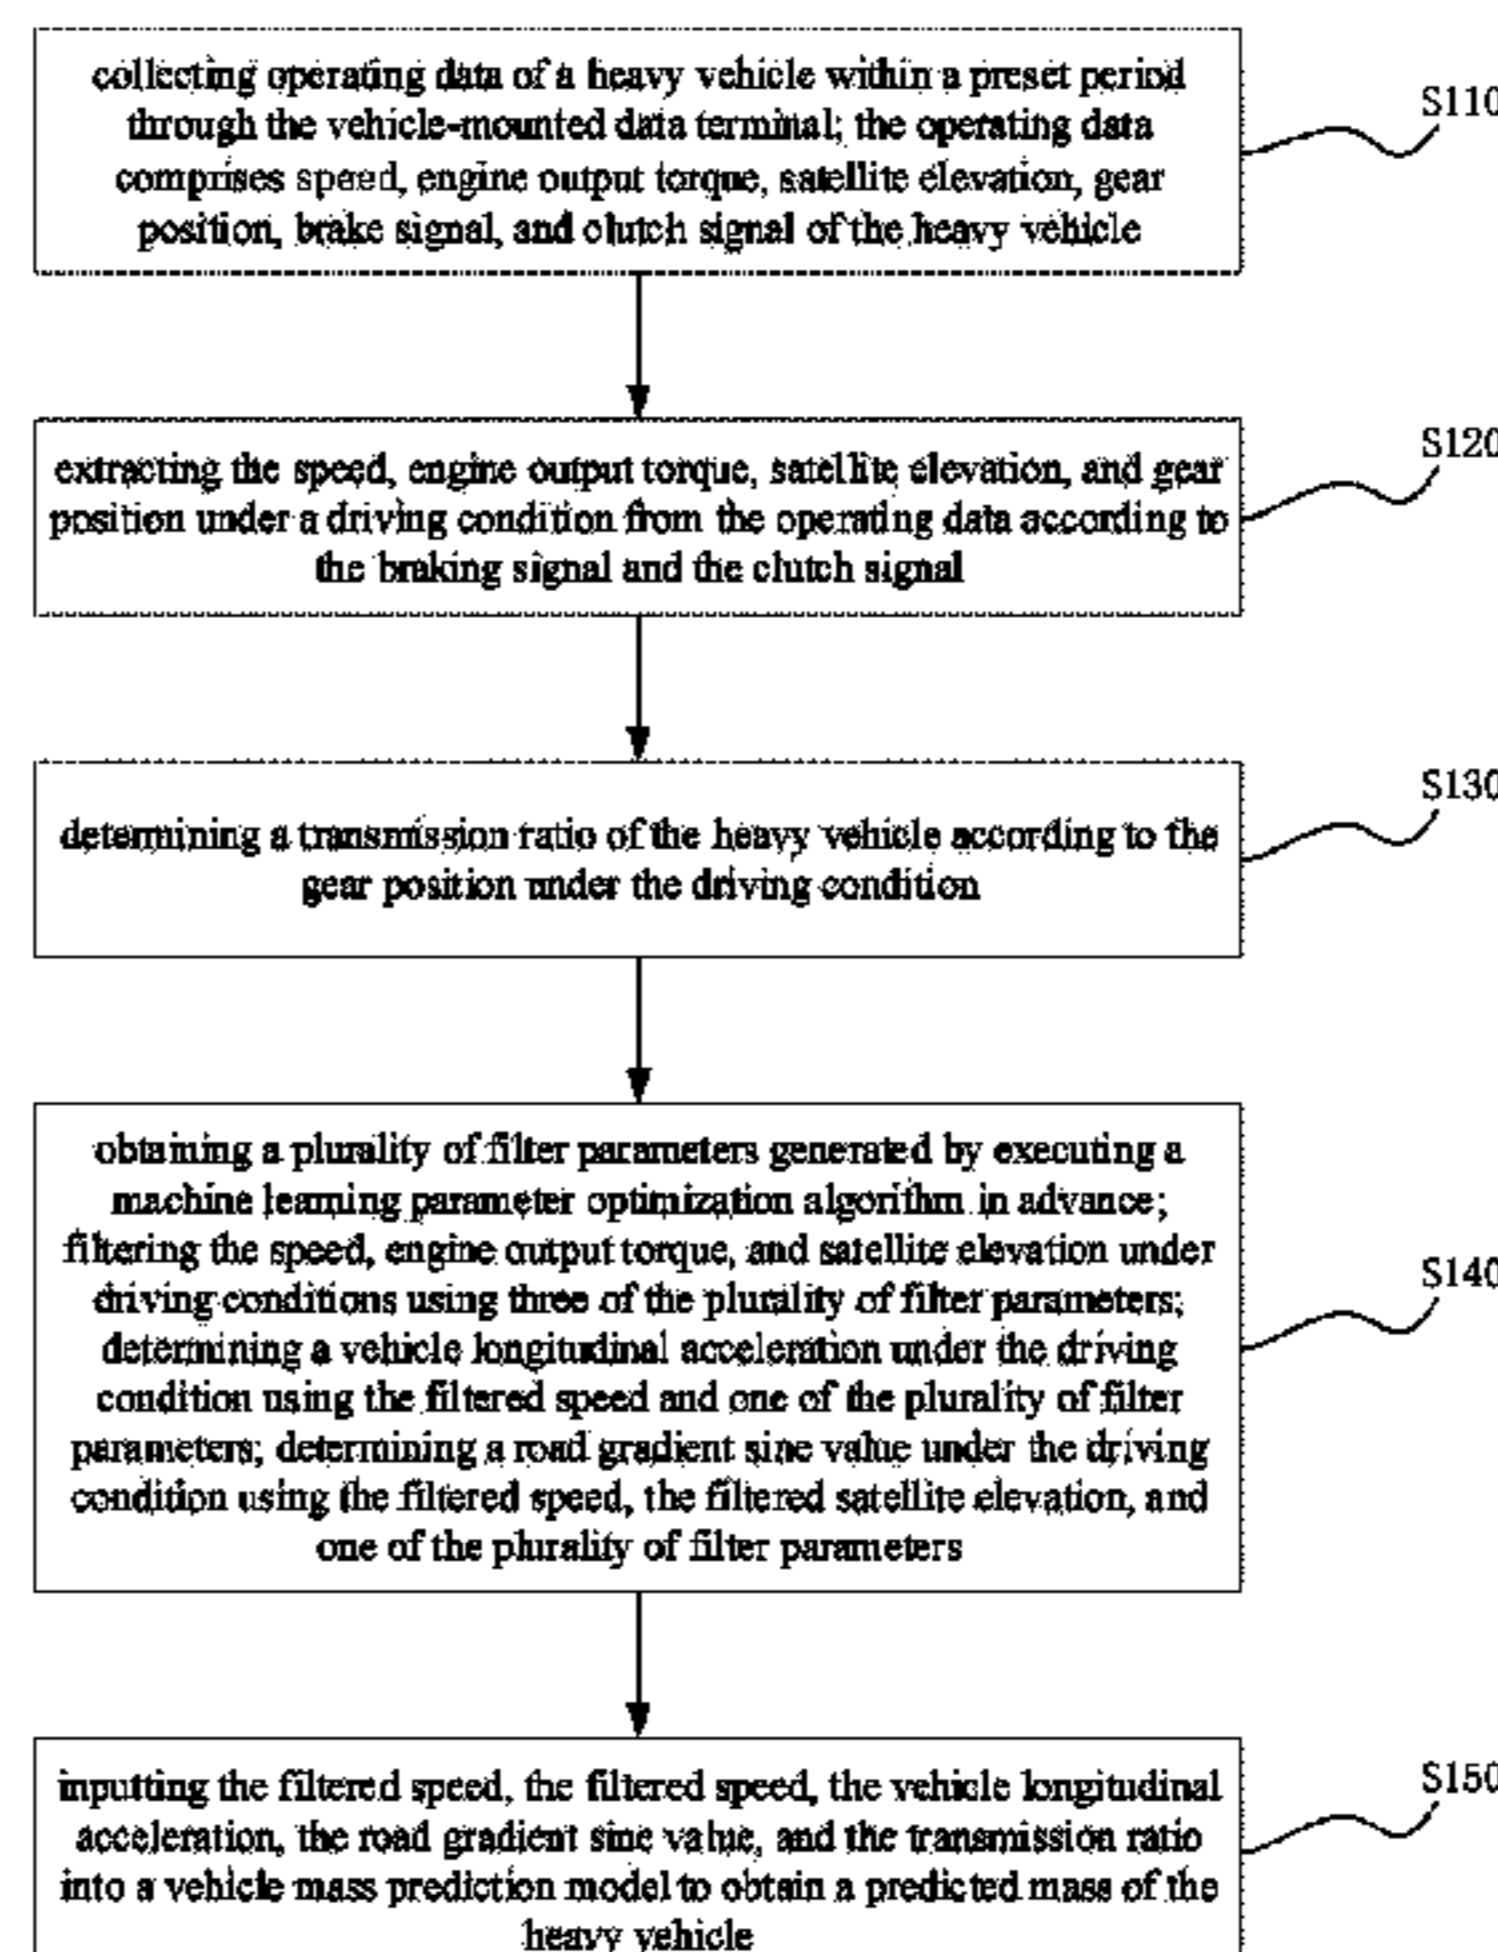 collecting operating data of a heavy vehicle within a preset period
through the vehicle-mounted data terminal; the operating data
comprises speed, engine output torque, satellite elevation, gear
position, brake signal, and clutch signal of the heavy vehicle
S110
extracting the speed, engine output torque, satellite elevation, and gear
position under a driving condition from the operating data according to
the braking signal and the clutch signal
S120
determining a transmission ratio of the heavy vehicle according to the
gear position under the driving condition
S130
obtaining a plurality of filter parameters generated by executing a
machine learning parameter optimization algorithm in advance;
filtering the speed, engine output torque, and satellite elevation under
driving conditions using three of the plurality of filter parameters;
determining a vehicle longitudinal acceleration under the driving
condition using the filtered speed and one of the plurality of filter
parameters; determining a road gradient sine value under the driving
condition using the filtered speed, the filtered satellite elevation, and
one of the plurality of filter parameters
S140
inputting the filtered speed, the filtered speed, the vehicle longitudinal
acceleration, the road gradient sine value, and the transmission ratio
into a vehicle mass prediction model to obtain a predicted mass of the
heavy vehicle
S150